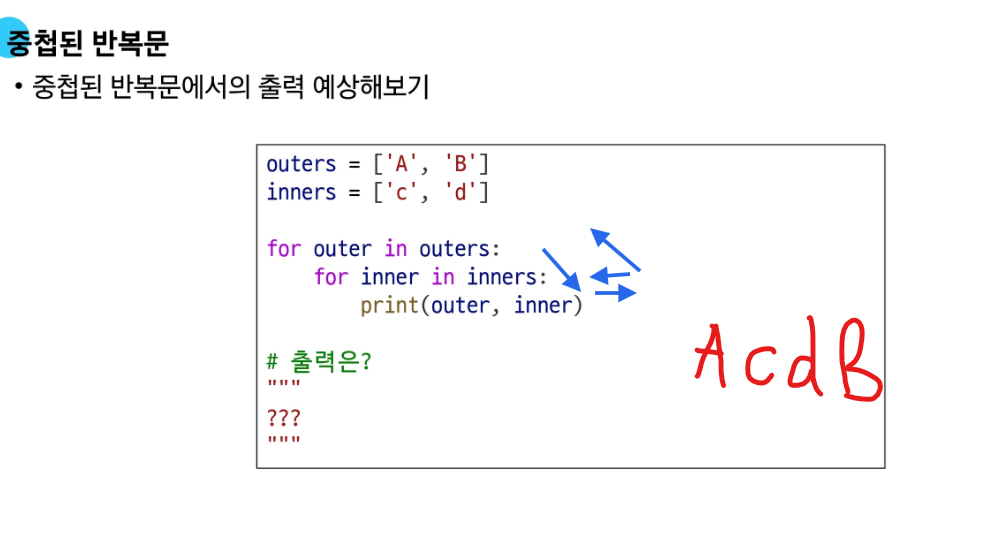 중첩된 반복문
• 중첩된 반복문에서의 출력 예상해보기
outers = ['A', 'B']
inners = ['c', 'd']
for outer in outers:
    for inner in inners:
        print(outer, inner)
# 출력은?
"""
???
"""
A c d B